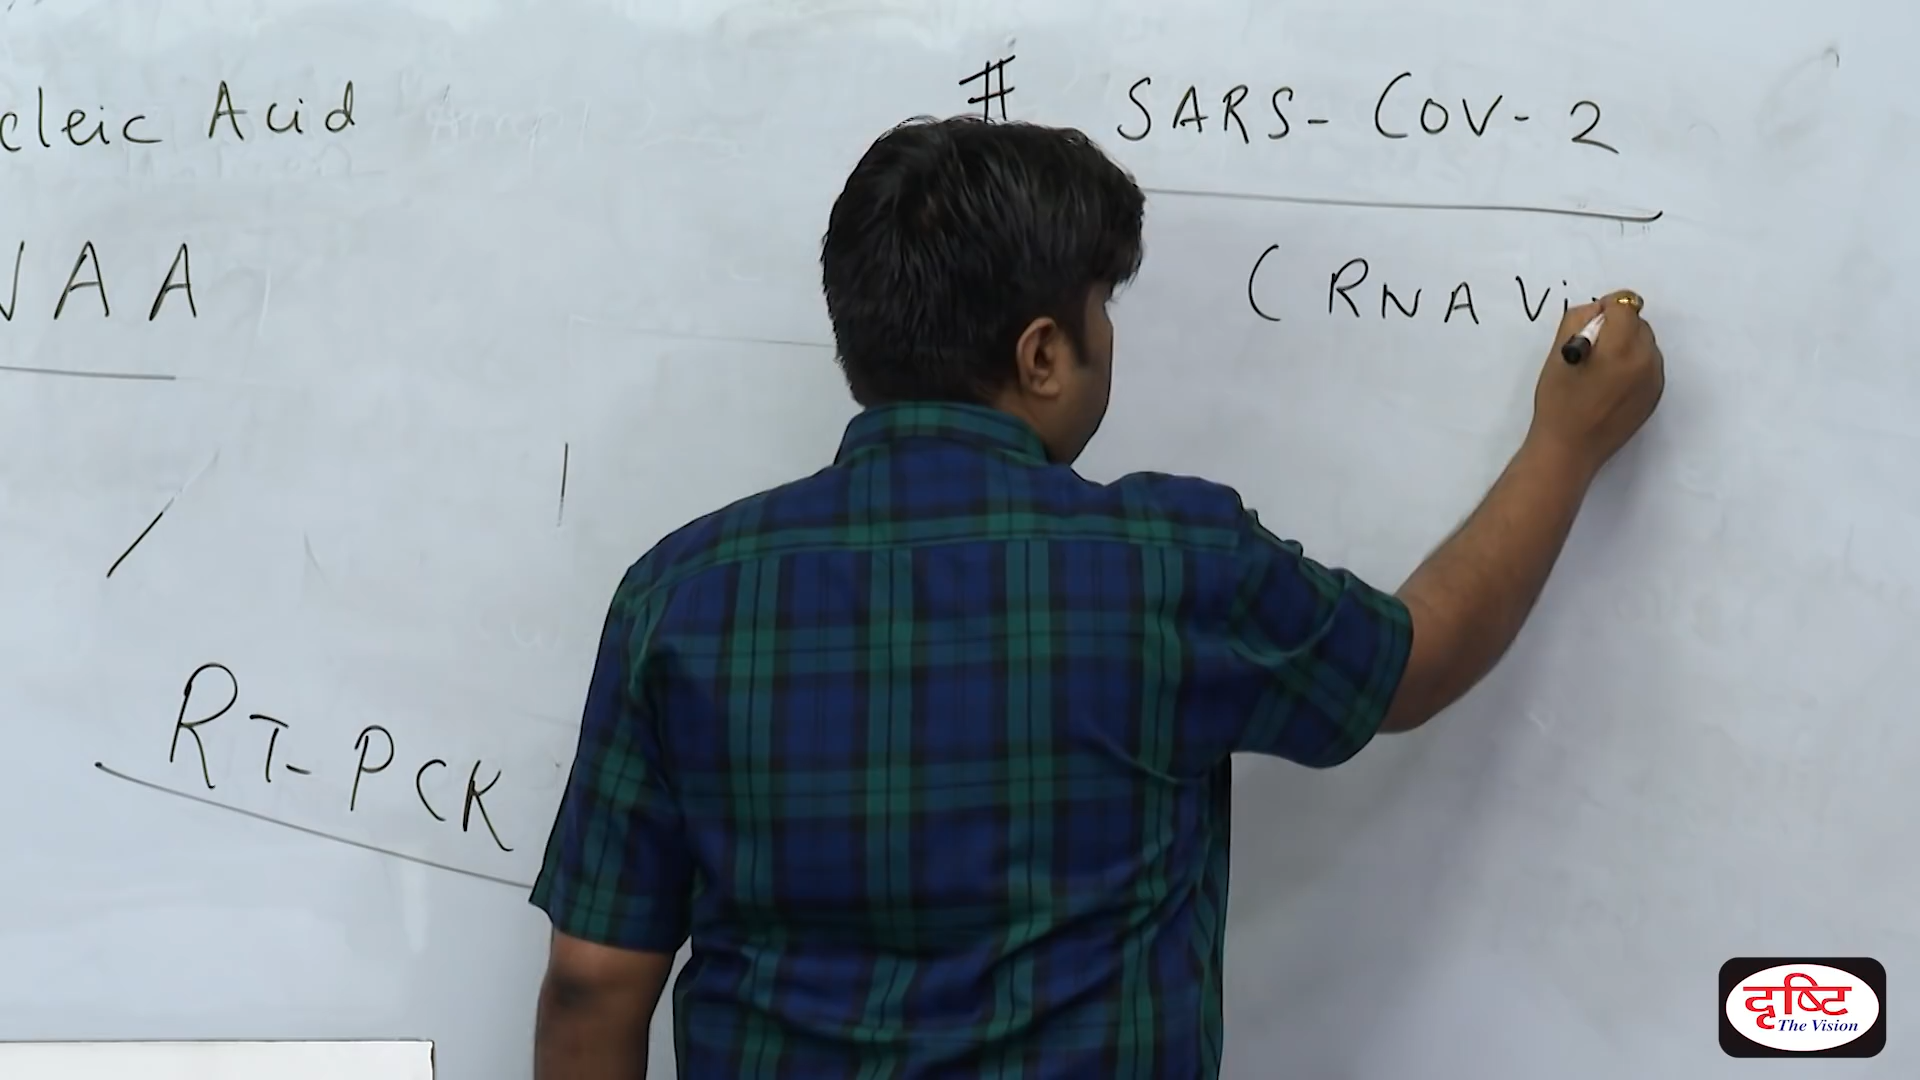 cleic Acid
NAA
RT-PCR
# SARS-COV-2
(RNA Vi
दृष्टि
The Vision